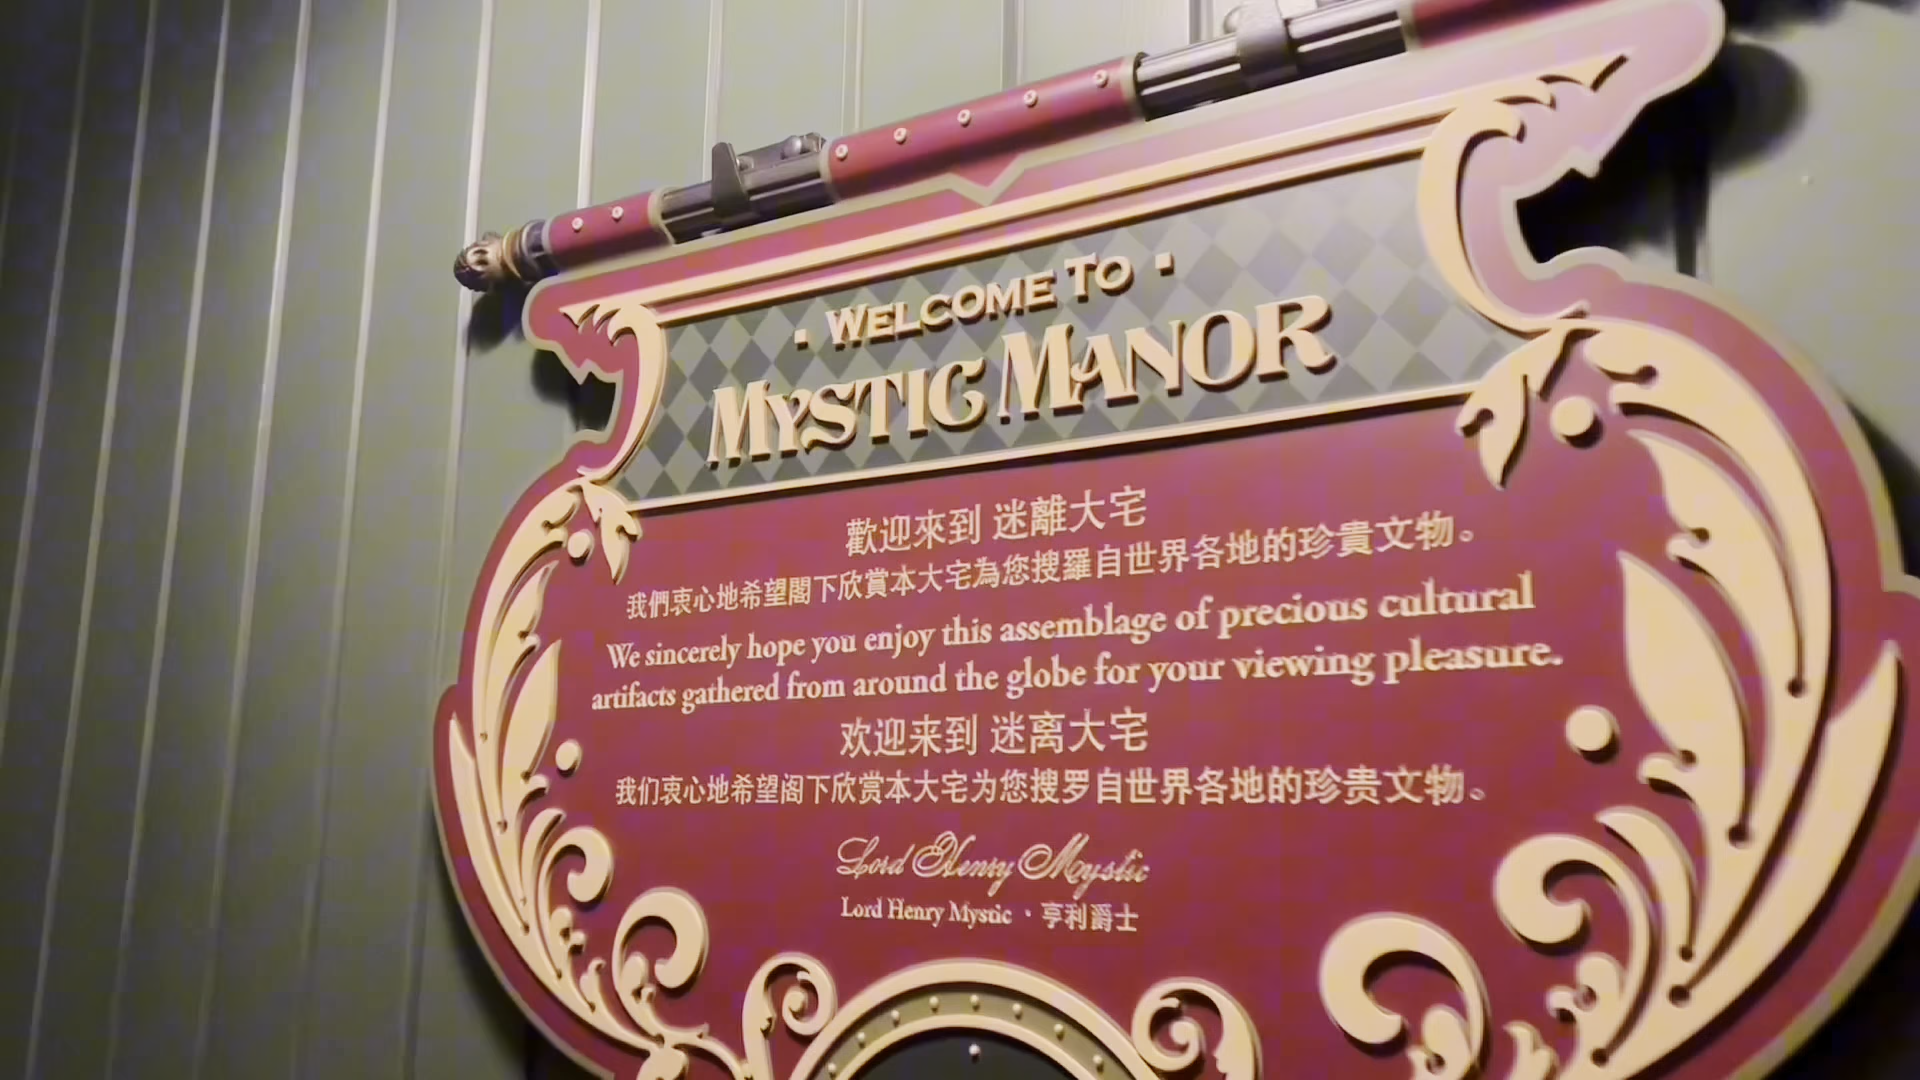 · WELCOME TO ·
MYSTIC MANOR
歡迎來到 迷離大宅
我們衷心地希望閣下欣賞本大宅為您搜羅自世界各地的珍貴文物。
We sincerely hope you enjoy this assemblage of precious cultural
artifacts gathered from around the globe for your viewing pleasure.
欢迎来到 迷离大宅
我们衷心地希望阁下欣赏本大宅为您搜罗自世界各地的珍贵文物。
Lord Henry Mystic
Lord Henry Mystic · 亨利爵士